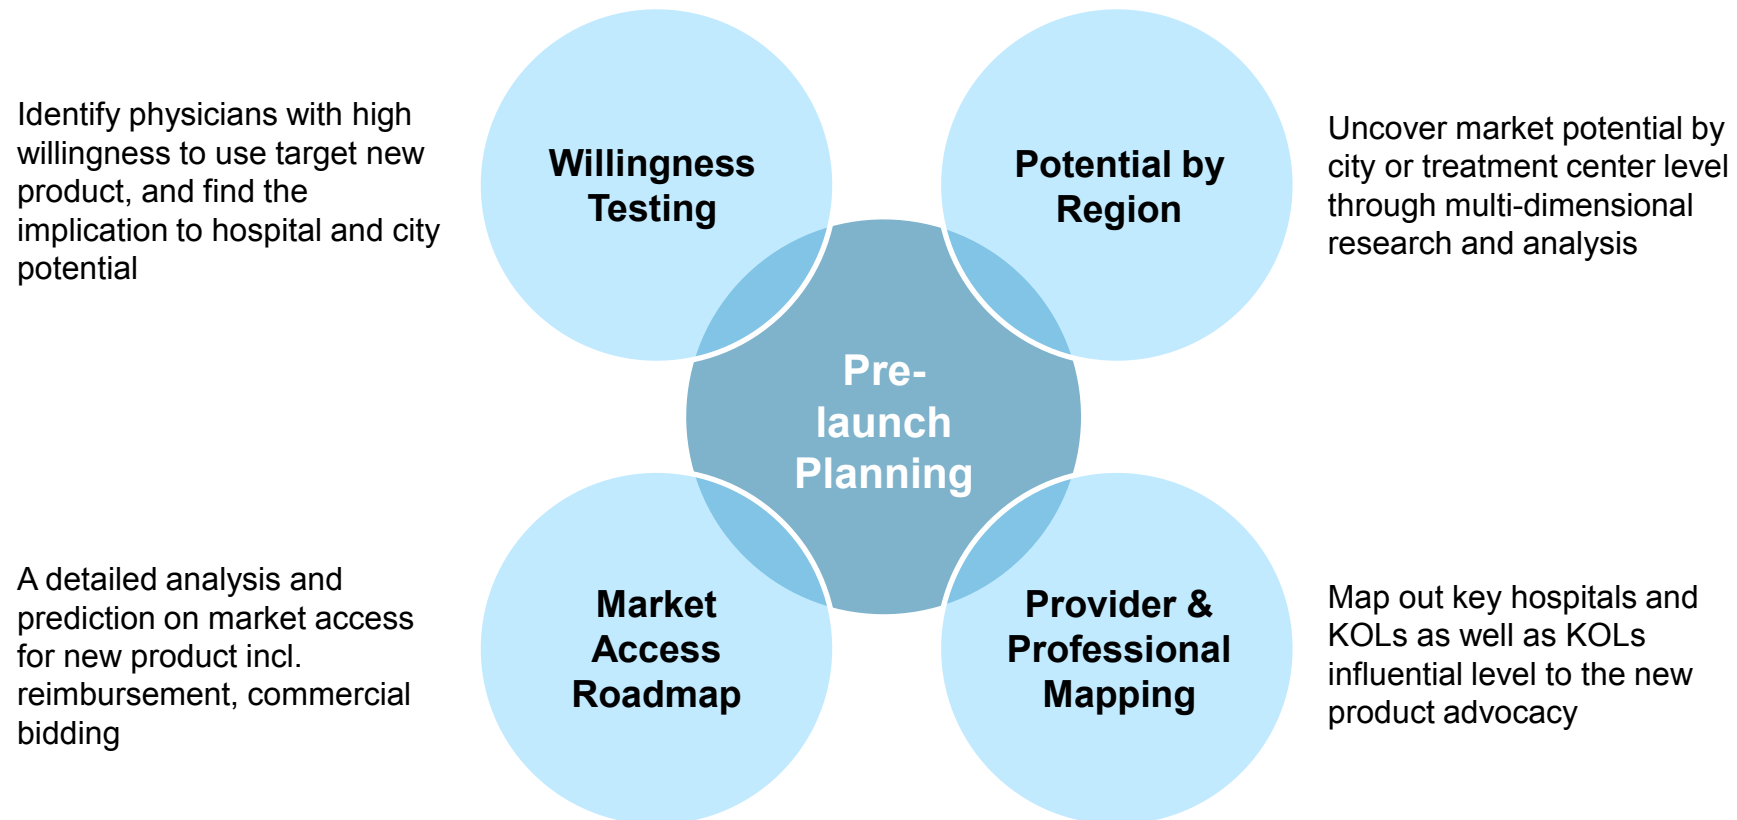 Identify physicians with high
willingness to use target new
product, and find the
implication to hospital and city
potential
Willingness
Testing
Potential by
Region
Uncover market potential by
city or treatment center level
through multi-dimensional
research and analysis
Pre-
launch
Planning
A detailed analysis and
prediction on market access
for new product incl.
reimbursement, commercial
bidding
Market
Access
Roadmap
Provider &
Professional
Mapping
Map out key hospitals and
KOLs as well as KOLs
influential level to the new
product advocacy